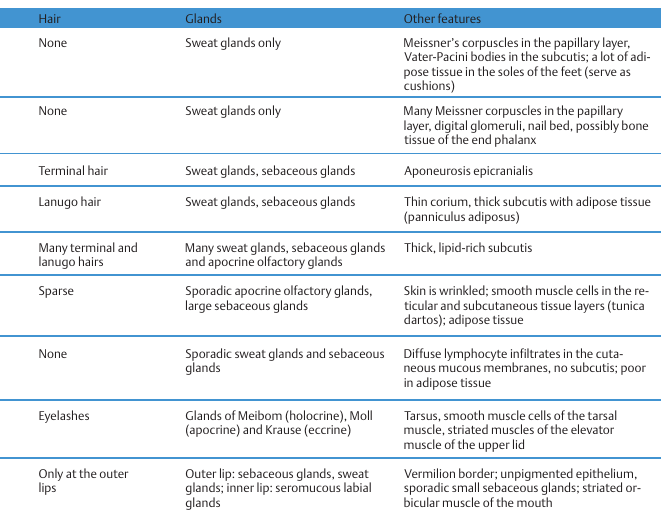 Hair Glands Other features
None Sweat glands only Meissner's corpuscles in the papillary layer,
Vater-Pacini bodies in the subcutis; a lot of adi-
pose tissue in the soles of the feet (serve as
cushions)
None Sweat glands only Many Meissner corpuscles in the papillary
layer, digital glomeruli, nail bed, possibly bone
tissue of the end phalanx
Terminal hair Sweat glands, sebaceous glands Aponeurosis epicranialis
Lanugo hair Sweat glands, sebaceous glands Thin corium, thick subcutis with adipose tissue
(panniculus adiposus)
Many terminal and Many sweat glands, sebaceous glands Thick, lipid-rich subcutis
lanugo hairs and apocrine olfactory glands
Sparse Sporadic apocrine olfactory glands, Skin is wrinkled; smooth muscle cells in the re-
large sebaceous glands ticular and subcutaneous tissue layers (tunica
dartos); adipose tissue
None Sporadic sweat glands and sebaceous Diffuse lymphocyte infiltrates in the cuta-
glands neous mucous membranes, no subcutis; poor
in adipose tissue
Eyelashes Glands of Meibom (holocrine), Moll Tarsus, smooth muscle cells of the tarsal
(apocrine) and Krause (eccrine) muscle, striated muscles of the elevator
muscle of the upper lid
Only at the outer Outer lip: sebaceous glands, sweat Vermilion border; unpigmented epithelium,
lips glands; inner lip: seromucous labial sporadic small sebaceous glands; striated or-
glands bicular muscle of the mouth